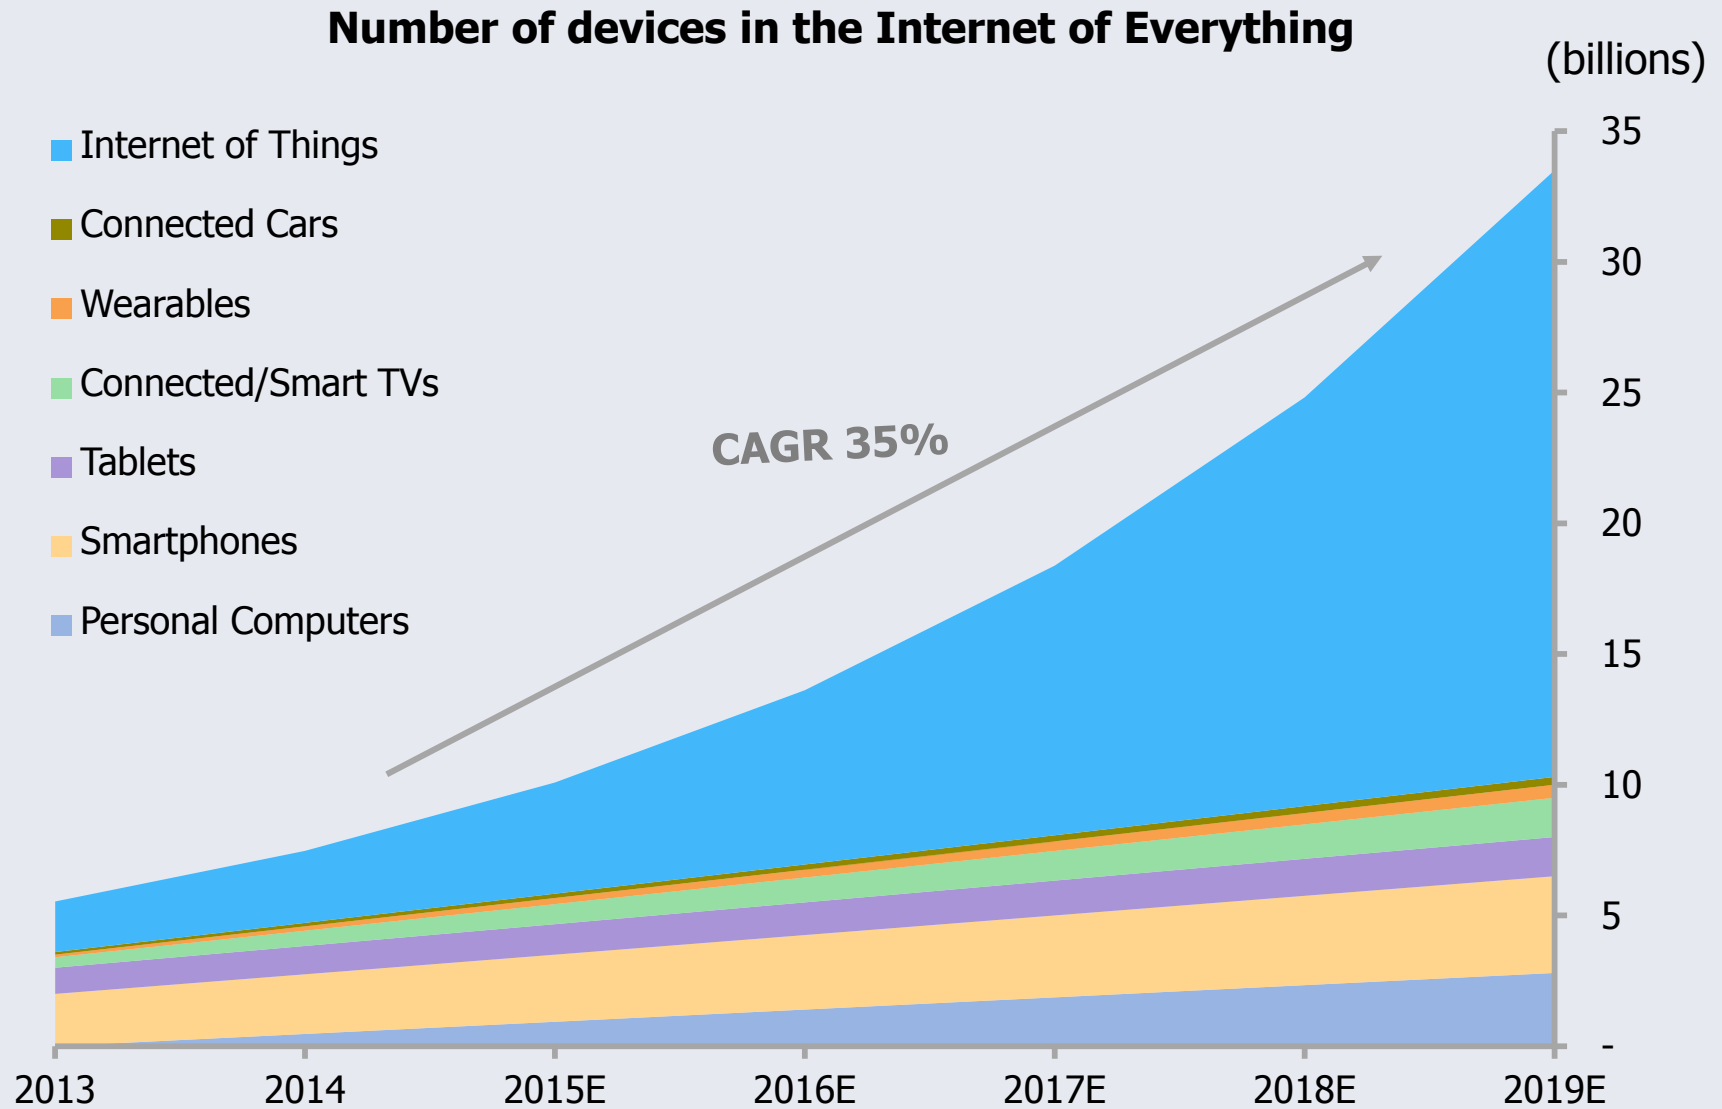 Number of devices in the Internet of Everything
(billions)
Internet of Things
Connected Cars
Wearables
Connected/Smart TVs
Tablets
Smartphones
Personal Computers
CAGR 35%
35
30
25
20
15
10
5
-
2013 2014 2015E 2016E 2017E 2018E 2019E